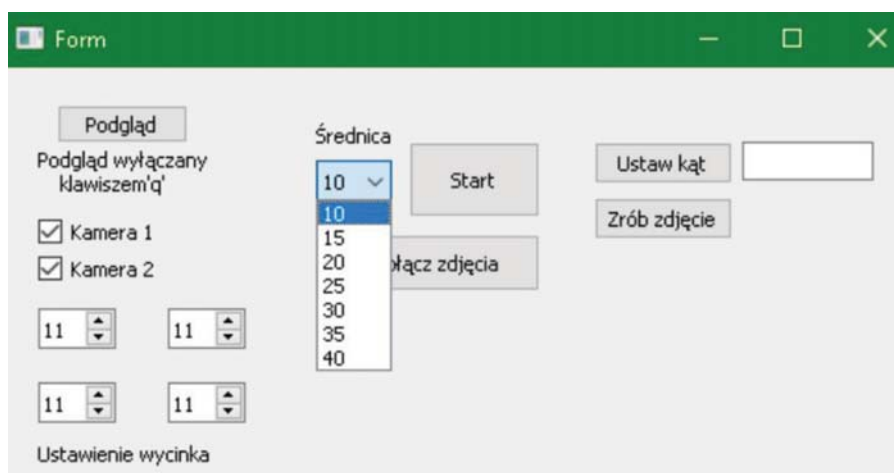 Form
Podgląd
Podgląd wyłączany
klawiszem'q'
Kamera 1
Kamera 2
11 11
11 11
Ustawienie wycinka
Średnica
10
10
15
20
25
30
35
40
Start
zdjęcia
Ustaw kąt
Zrób zdjęcie